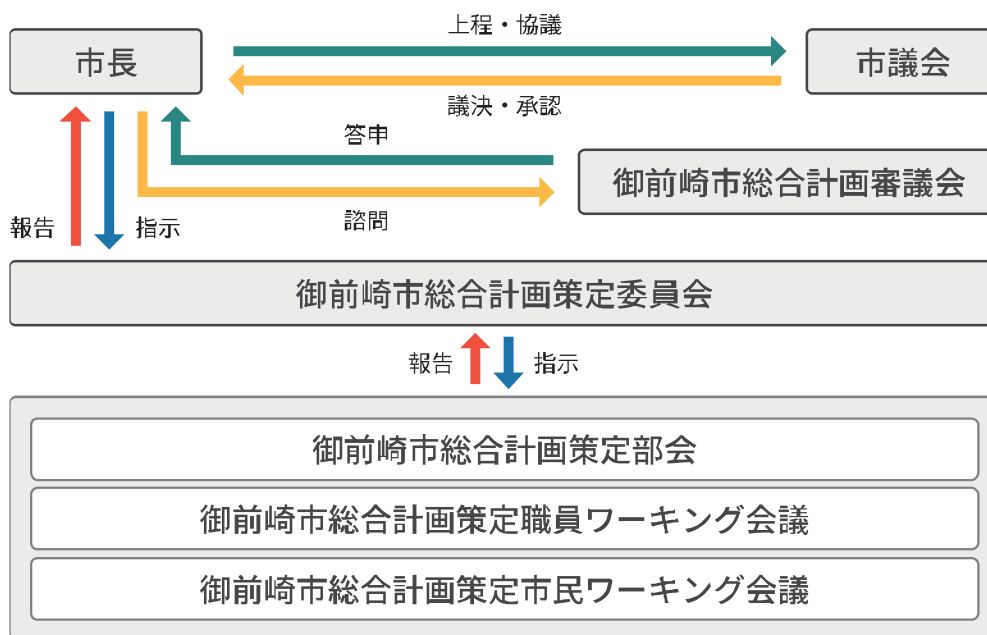 上程・協議
市長
市議会
議決・承認
答申
御前崎市総合計画審議会
諮問
報告
指示
御前崎市総合計画策定委員会
報告
指示
御前崎市総合計画策定部会
御前崎市総合計画策定職員ワーキング会議
御前崎市総合計画策定市民ワーキング会議